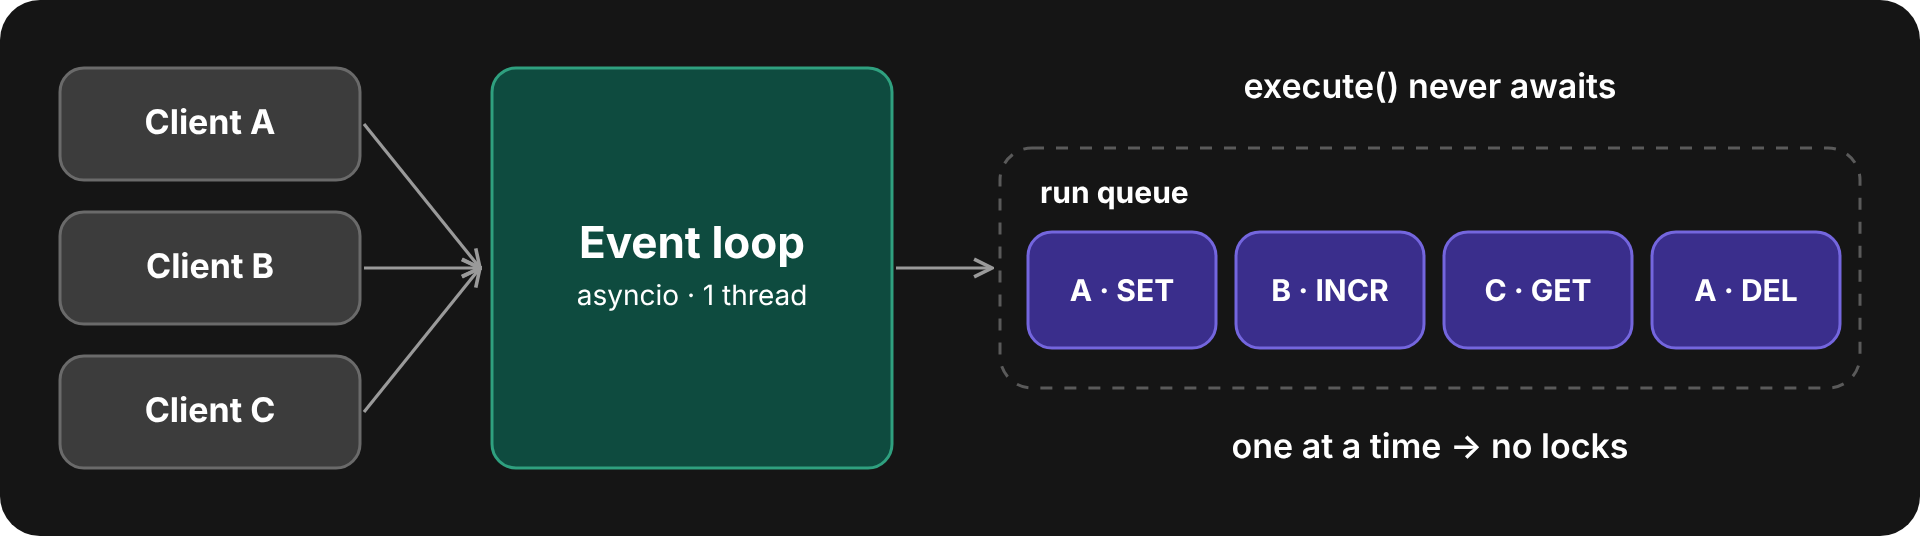 Client A
Client B
Client C
Event loop
asyncio · 1 thread
execute() never awaits
run queue
A · SET
B · INCR
C · GET
A · DEL
one at a time → no locks